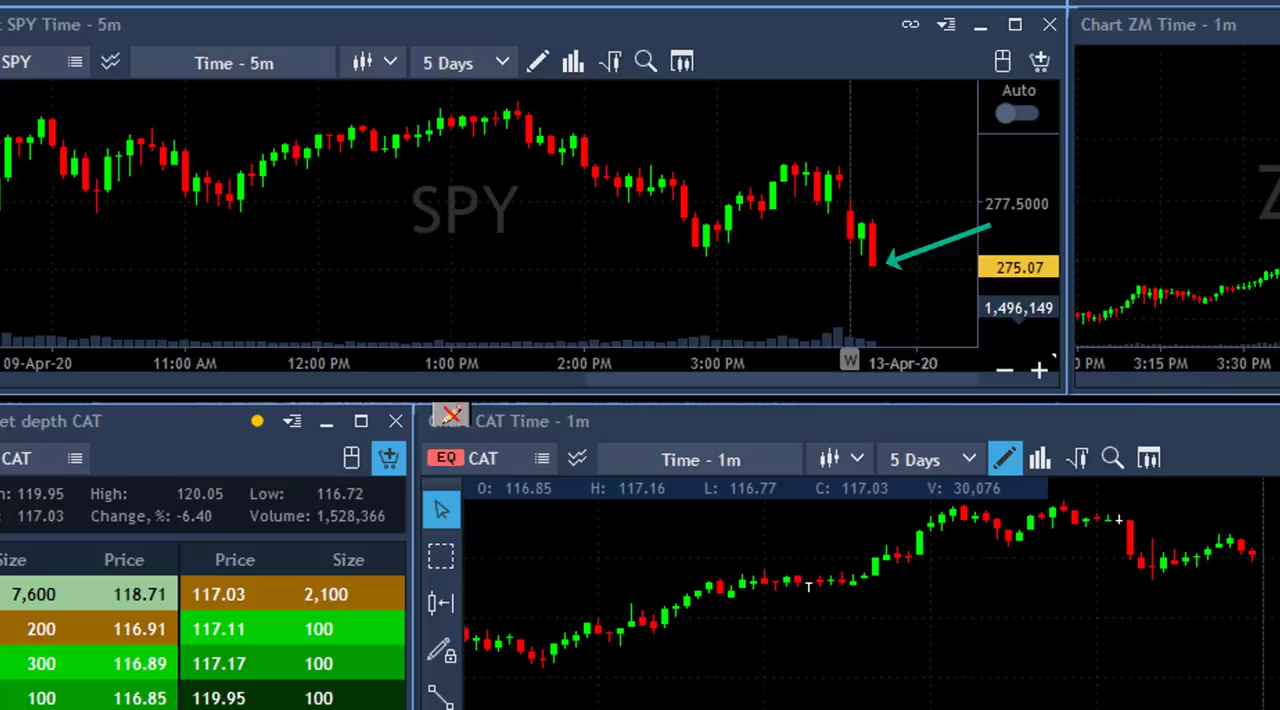 SPY Time - 5m
SPY
Time - 5m
5 Days
Auto
SPY
277.5000
275.07
1,496,149
09-Apr-20 11:00 AM 12:00 PM 1:00 PM 2:00 PM 3:00 PM W 13-Apr-20
Chart ZM Time - 1m
PM 3:15 PM 3:30 PM
et depth CAT
CAT
n: 119.95 High: 120.05 Low: 116.72
: 117.03 Change, %: -6.40 Volume: 1,528,366
Size Price Price Size
7,600 118.71 117.03 2,100
200 116.91 117.11 100
300 116.89 117.17 100
100 116.85 119.95 100
CAT Time - 1m
EQ CAT
Time - 1m
5 Days
O: 116.85 H: 117.16 L: 116.77 C: 117.03 V: 30,076
T